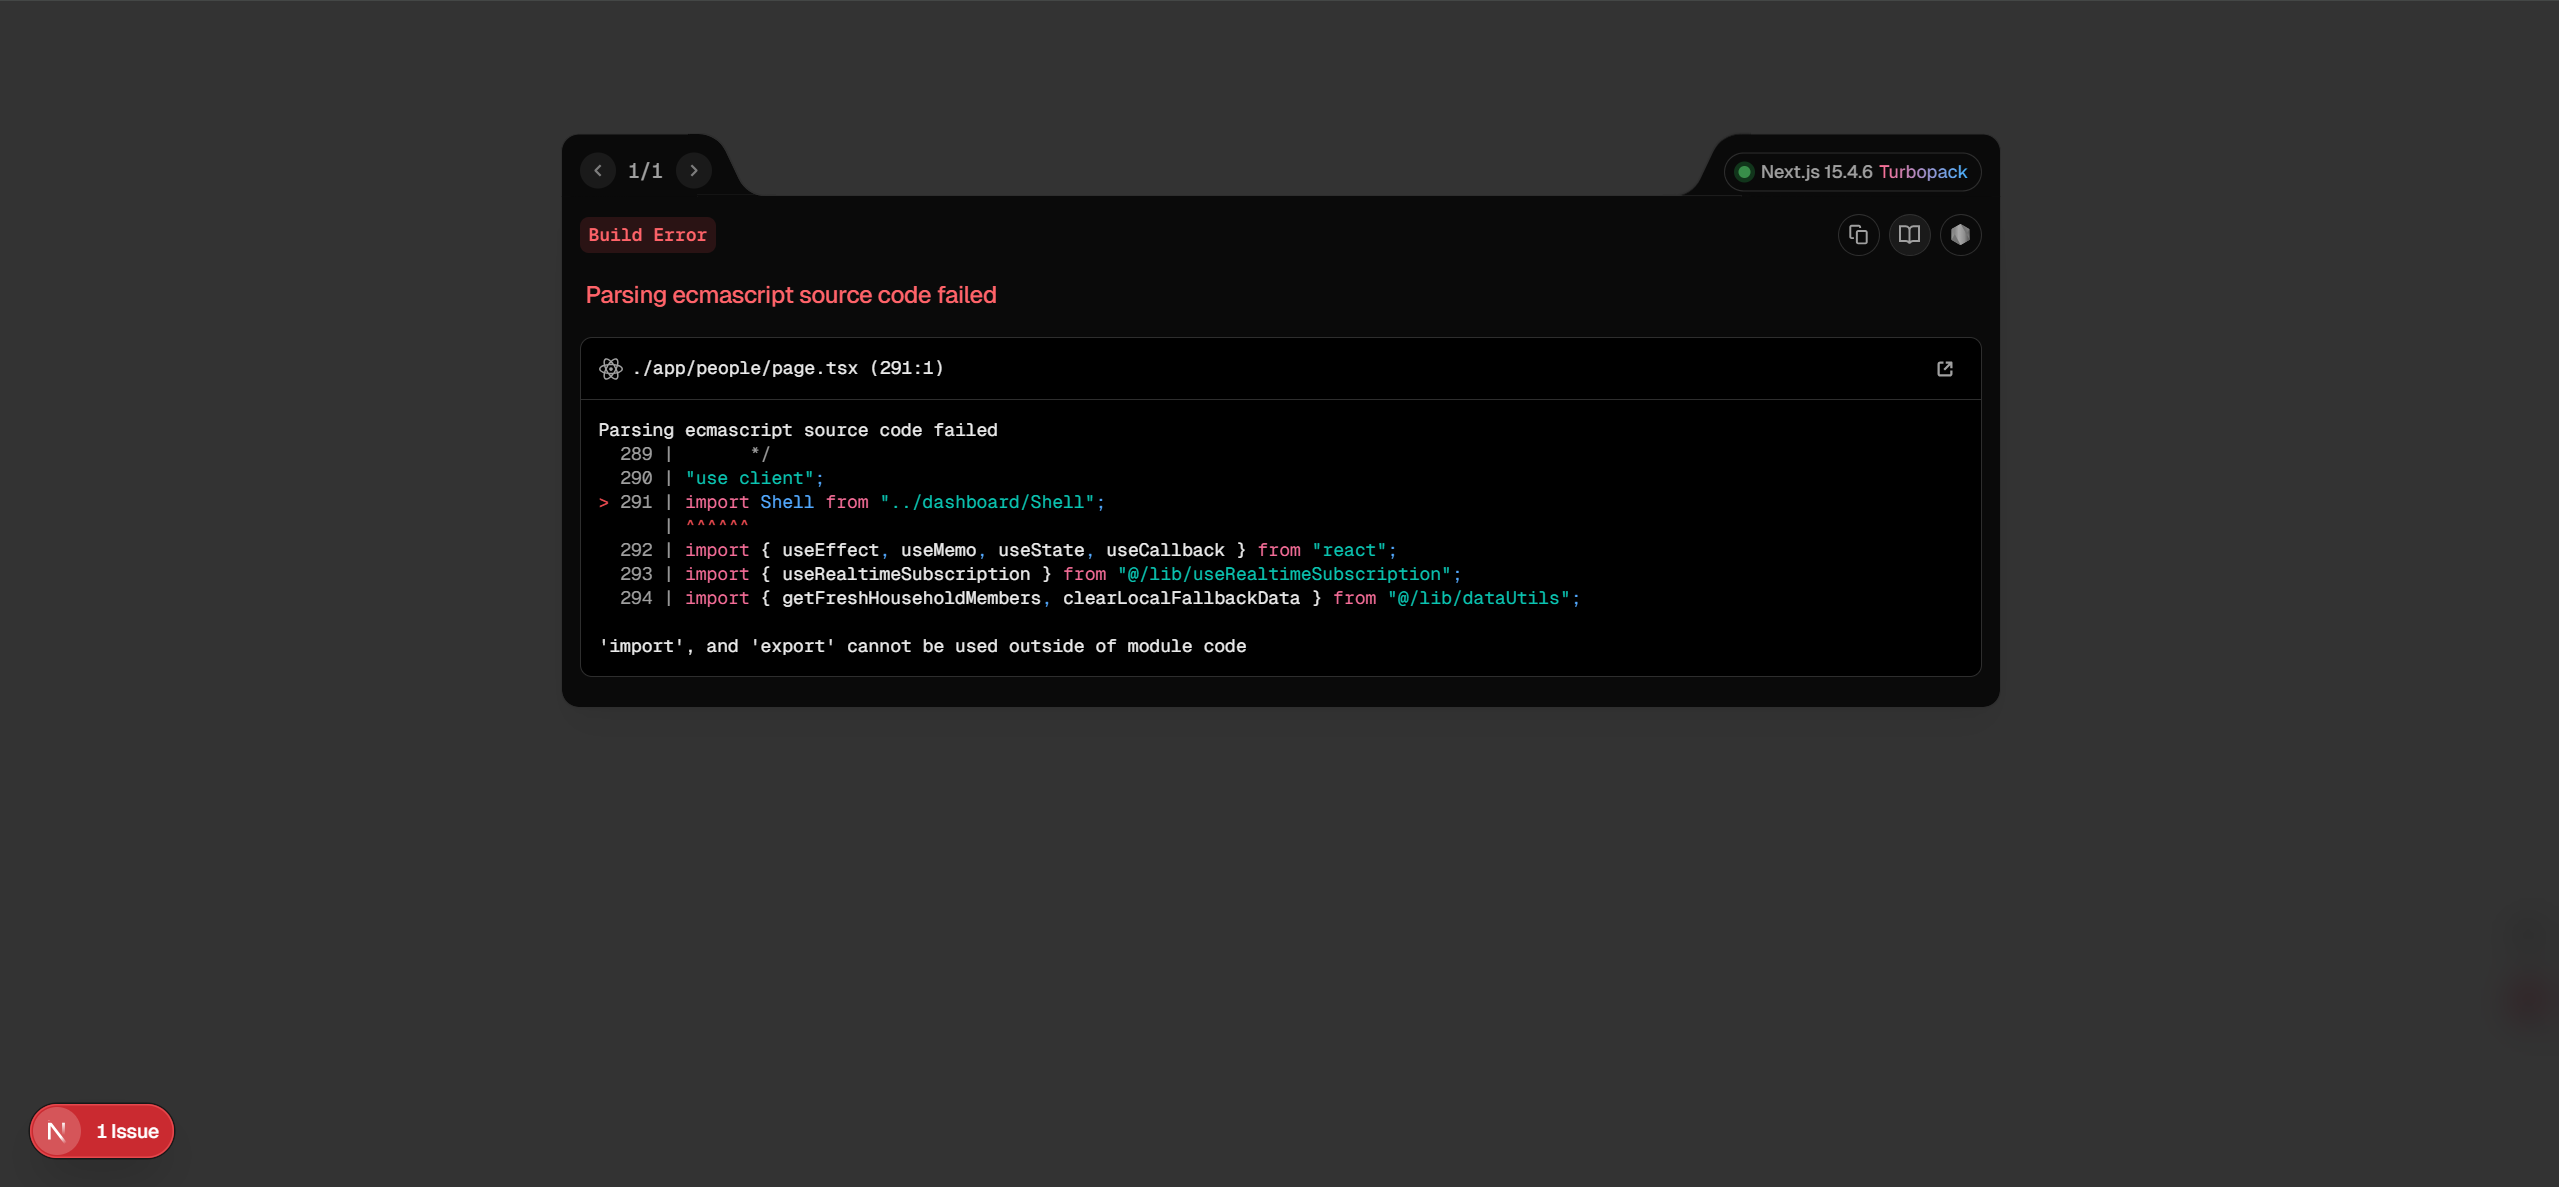 1/1
Next.js 15.4.6 Turbopack
Build Error
Parsing ecmascript source code failed
./app/people/page.tsx (291:1)
Parsing ecmascript source code failed
289 |       */
290 | "use client";
> 291 | import Shell from "../dashboard/Shell";
| ^^^^^^
292 | import { useEffect, useMemo, useState, useCallback } from "react";
293 | import { useRealtimeSubscription } from "@/lib/useRealtimeSubscription";
294 | import { getFreshHouseholdMembers, clearLocalFallbackData } from "@/lib/dataUtils";
'import', and 'export' cannot be used outside of module code
N 1 Issue